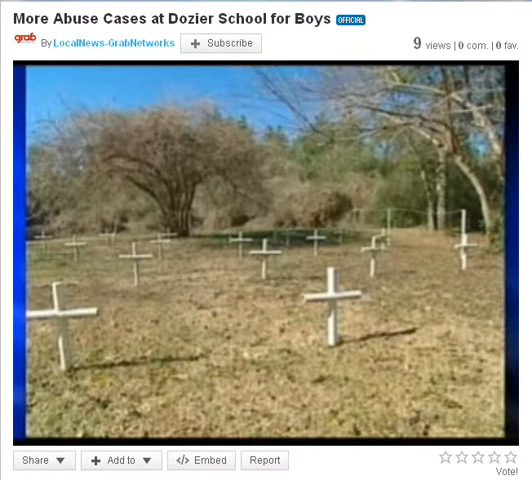 More Abuse Cases at Dozier School for Boys OFFICIAL
grab By LocalNews-GrabNetworks + Subscribe 9 views | 0 com. | 0 fav.
Share ▼ + Add to ▼ </> Embed Report
Vote!